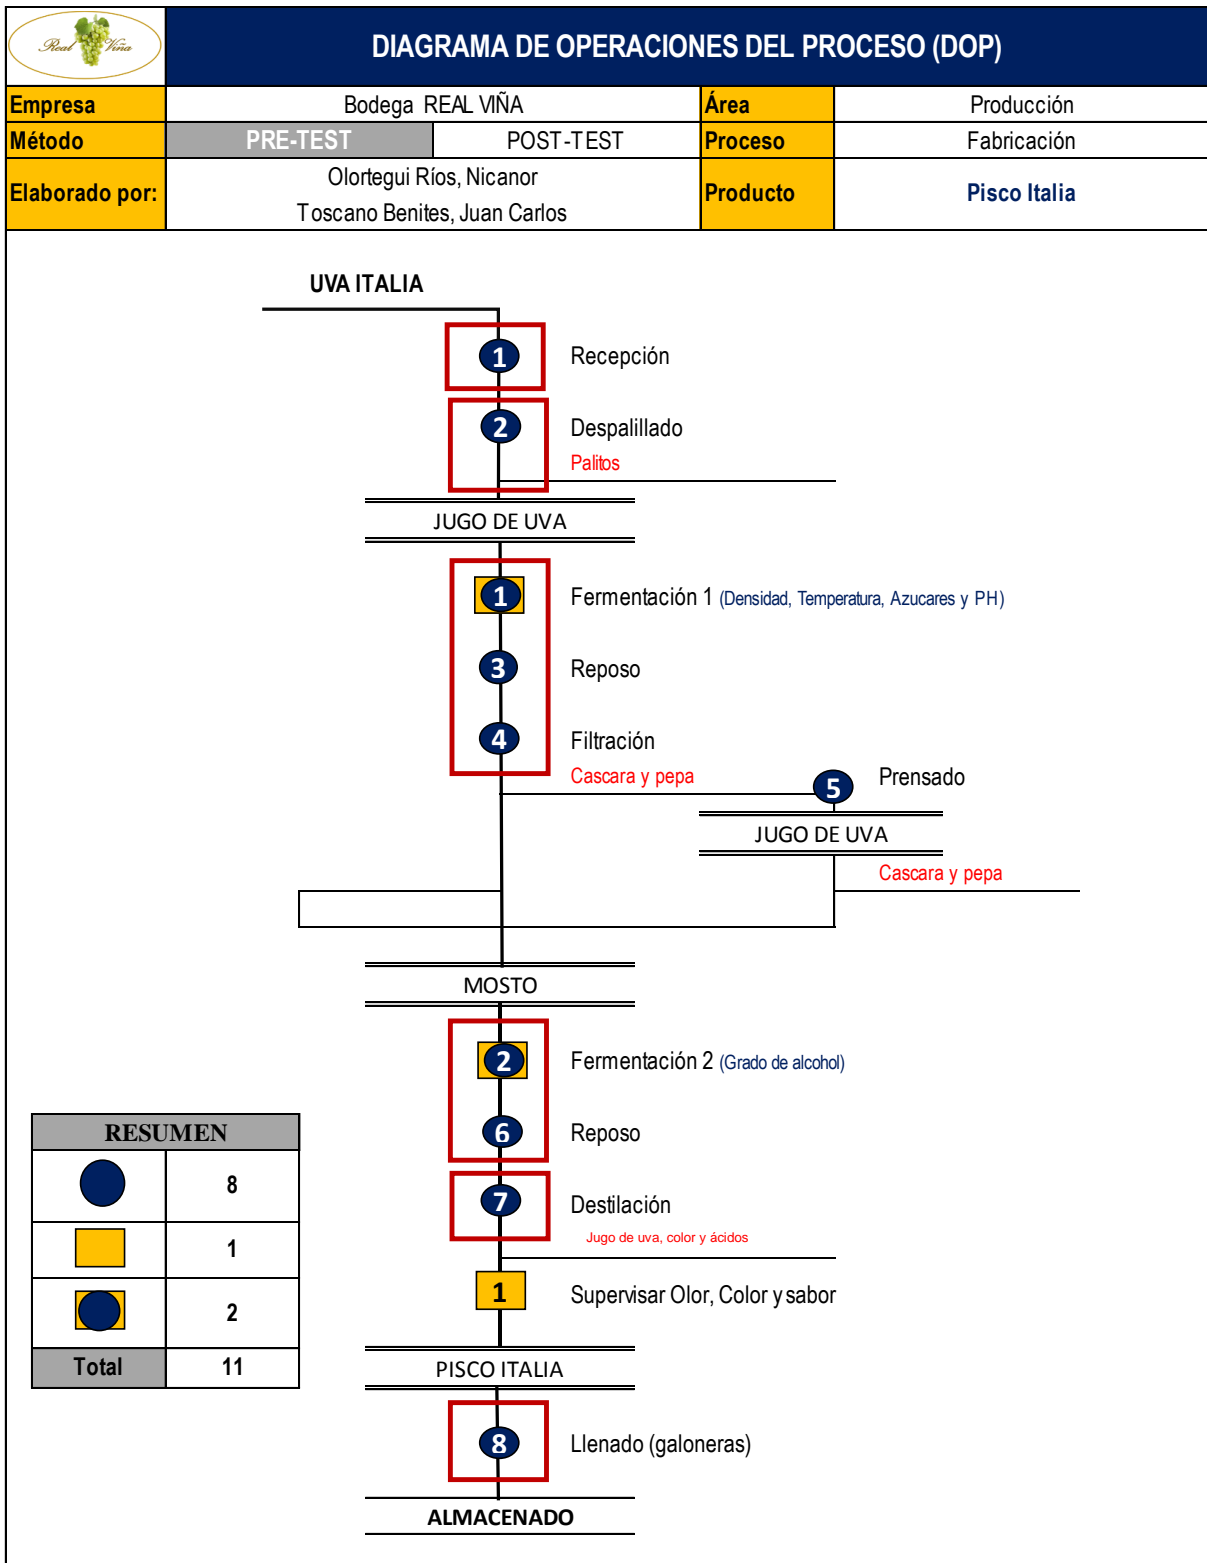 Real Viña
DIAGRAMA DE OPERACIONES DEL PROCESO (DOP)
Empresa Bodega REAL VIÑA Área Producción
Método PRE-TEST POST-TEST Proceso Fabricación
Elaborado por: Olortegui Ríos, Nicanor
Toscano Benites, Juan Carlos
Producto Pisco Italia
UVA ITALIA
1 Recepción
2 Despalillado
Palitos
JUGO DE UVA
1 Fermentación 1 (Densidad, Temperatura, Azucares y PH)
3 Reposo
4 Filtración
Cascara y pepa
5 Prensado
JUGO DE UVA
Cascara y pepa
MOSTO
2 Fermentación 2 (Grado de alcohol)
6 Reposo
7 Destilación
Jugo de uva, color y ácidos
1 Supervisar Olor, Color y sabor
PISCO ITALIA
8 Llenado (galoneras)
ALMACENADO
RESUMEN
8
1
2
Total 11